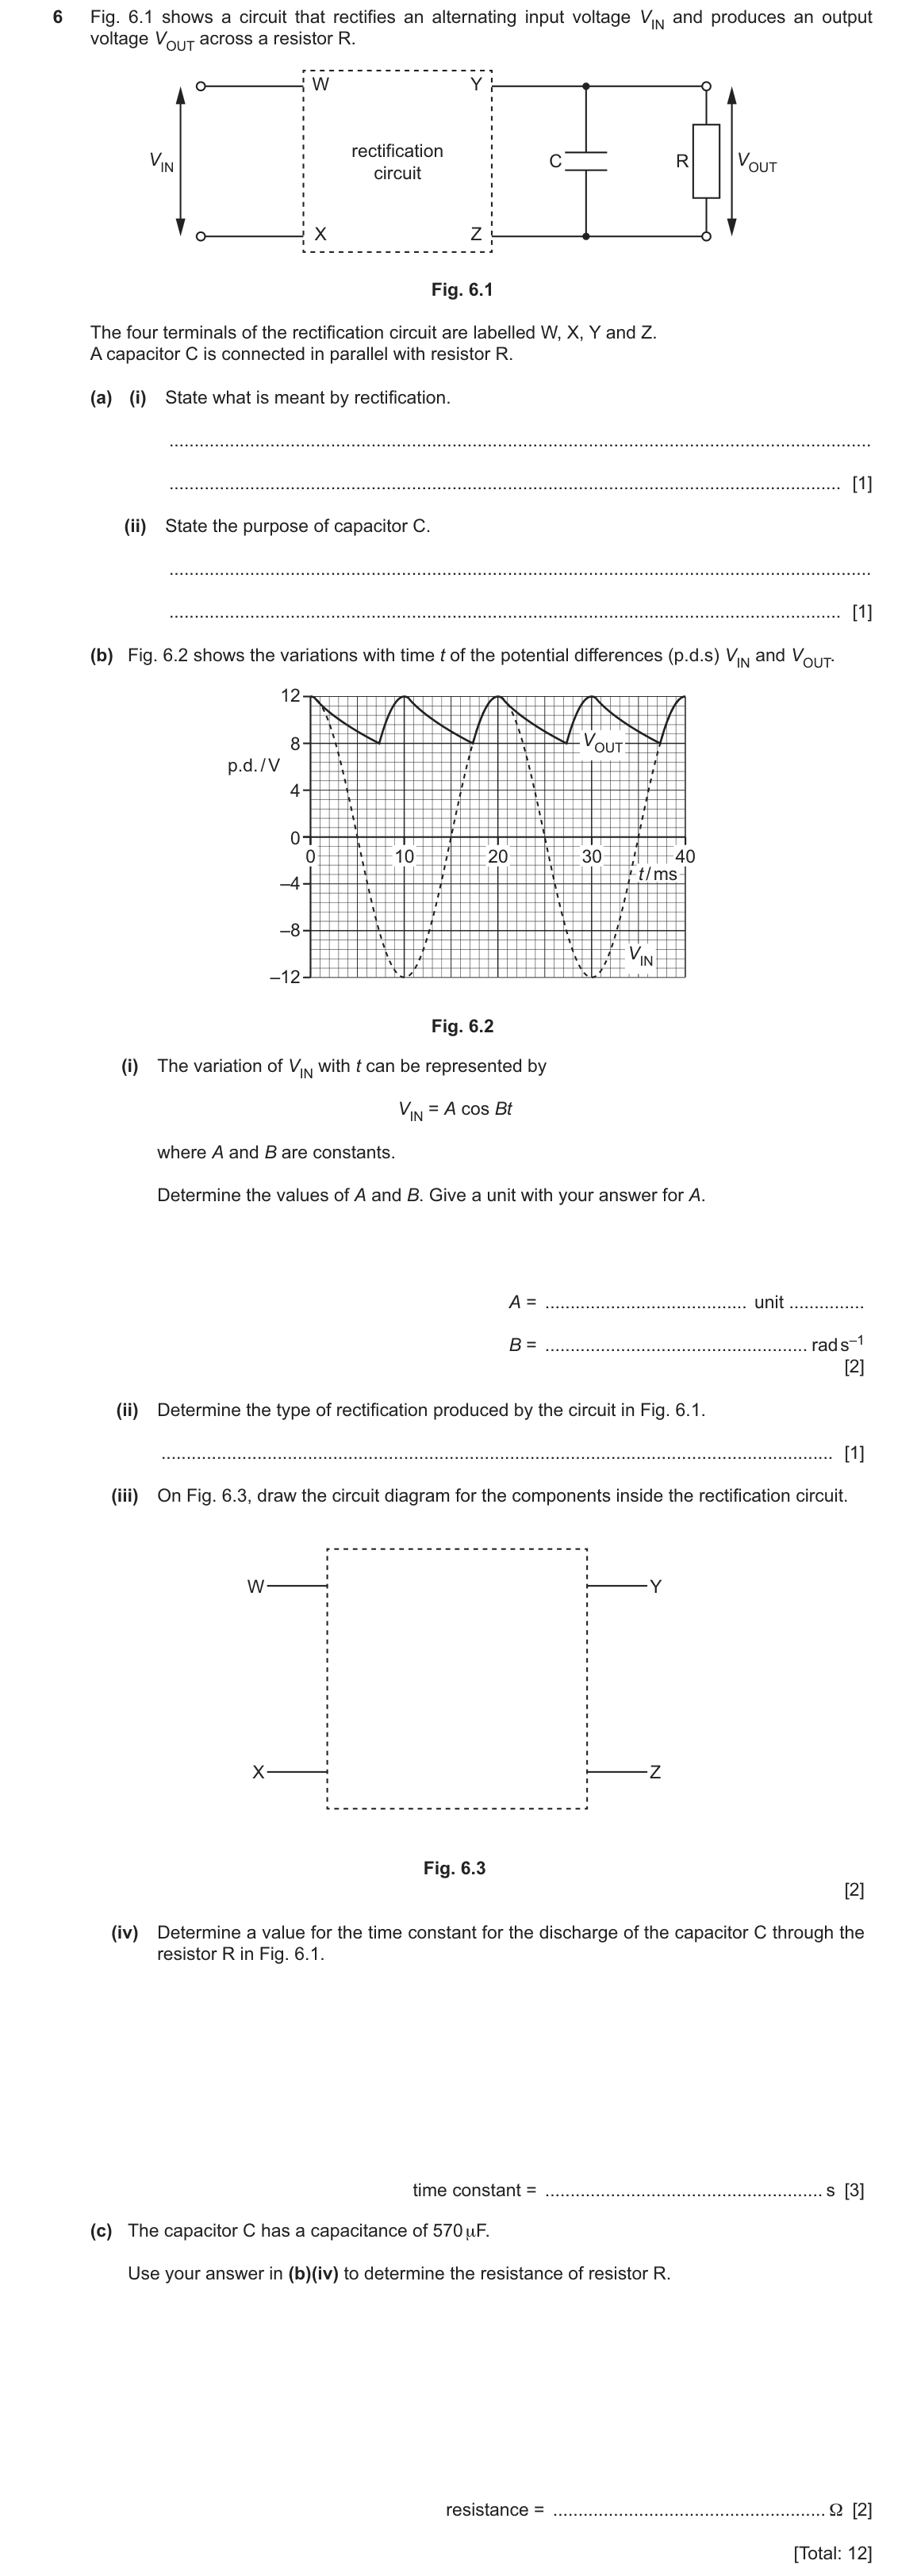 6 Fig. 6.1 shows a circuit that rectifies an alternating input voltage V_IN and produces an output
voltage V_OUT across a resistor R.
W
Y
V_IN
rectification
circuit
C
R
V_OUT
X
Z
Fig. 6.1
The four terminals of the rectification circuit are labelled W, X, Y and Z.
A capacitor C is connected in parallel with resistor R.
(a) (i) State what is meant by rectification.
..........................................................................................................................................
.................................................................................................................................... [1]
(ii) State the purpose of capacitor C.
..........................................................................................................................................
.................................................................................................................................... [1]
(b) Fig. 6.2 shows the variations with time t of the potential differences (p.d.s) V_IN and V_OUT.
12
8
V_OUT
p.d./V
4
0
0 10 20 30 40
t/ms
–4
–8
V_IN
–12
Fig. 6.2
(i) The variation of V_IN with t can be represented by
V_IN = A cos Bt
where A and B are constants.
Determine the values of A and B. Give a unit with your answer for A.
A = ........................................ unit ...............
B = .................................................... rad s⁻¹
[2]
(ii) Determine the type of rectification produced by the circuit in Fig. 6.1.
.................................................................................................................................... [1]
(iii) On Fig. 6.3, draw the circuit diagram for the components inside the rectification circuit.
W
Y
X
Z
Fig. 6.3
[2]
(iv) Determine a value for the time constant for the discharge of the capacitor C through the
resistor R in Fig. 6.1.
time constant = ....................................................... s [3]
(c) The capacitor C has a capacitance of 570 μF.
Use your answer in (b)(iv) to determine the resistance of resistor R.
resistance = ...................................................... Ω [2]
[Total: 12]